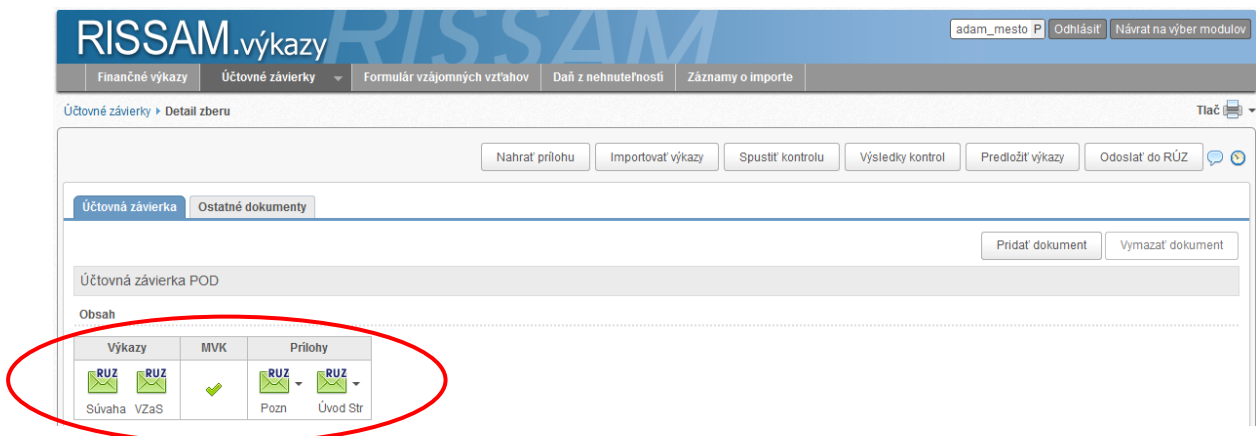 RISSAM
RISSAM.výkazy
adam_mesto P Odhlásiť Návrat na výber modulov
Finančné výkazy Účtovné závierky Formulár vzájomných vzťahov Daň z nehnuteľnosti Záznamy o importe
Účtovné závierky Detail zberu Tlač
Nahrať prílohu Importovať výkazy Spustiť kontrolu Výsledky kontrol Predložiť výkazy Odoslať do RÚZ
Účtovná závierka Ostatné dokumenty
Pridať dokument Vymazať dokument
Účtovná závierka POD
Obsah
Výkazy MVK Prílohy
RUZ RUZ RUZ RUZ
Súvaha VZaS Pozn Úvod Str